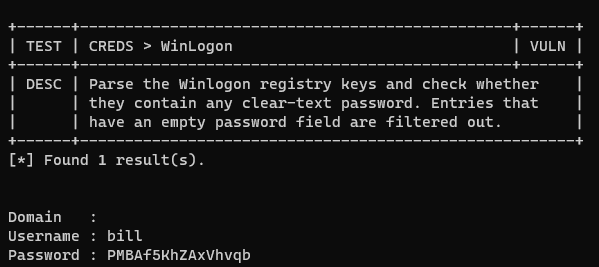 +------+------------------------------------------------+------+
| TEST | CREDS > WinLogon                               | VULN |
+------+------------------------------------------------+------+
| DESC | Parse the Winlogon registry keys and check whether    |
|      | they contain any clear-text password. Entries that    |
|      | have an empty password field are filtered out.        |
+------+-------------------------------------------------------+
[*] Found 1 result(s).
Domain   :
Username : bill
Password : PMBAf5KhZAxVhvqb